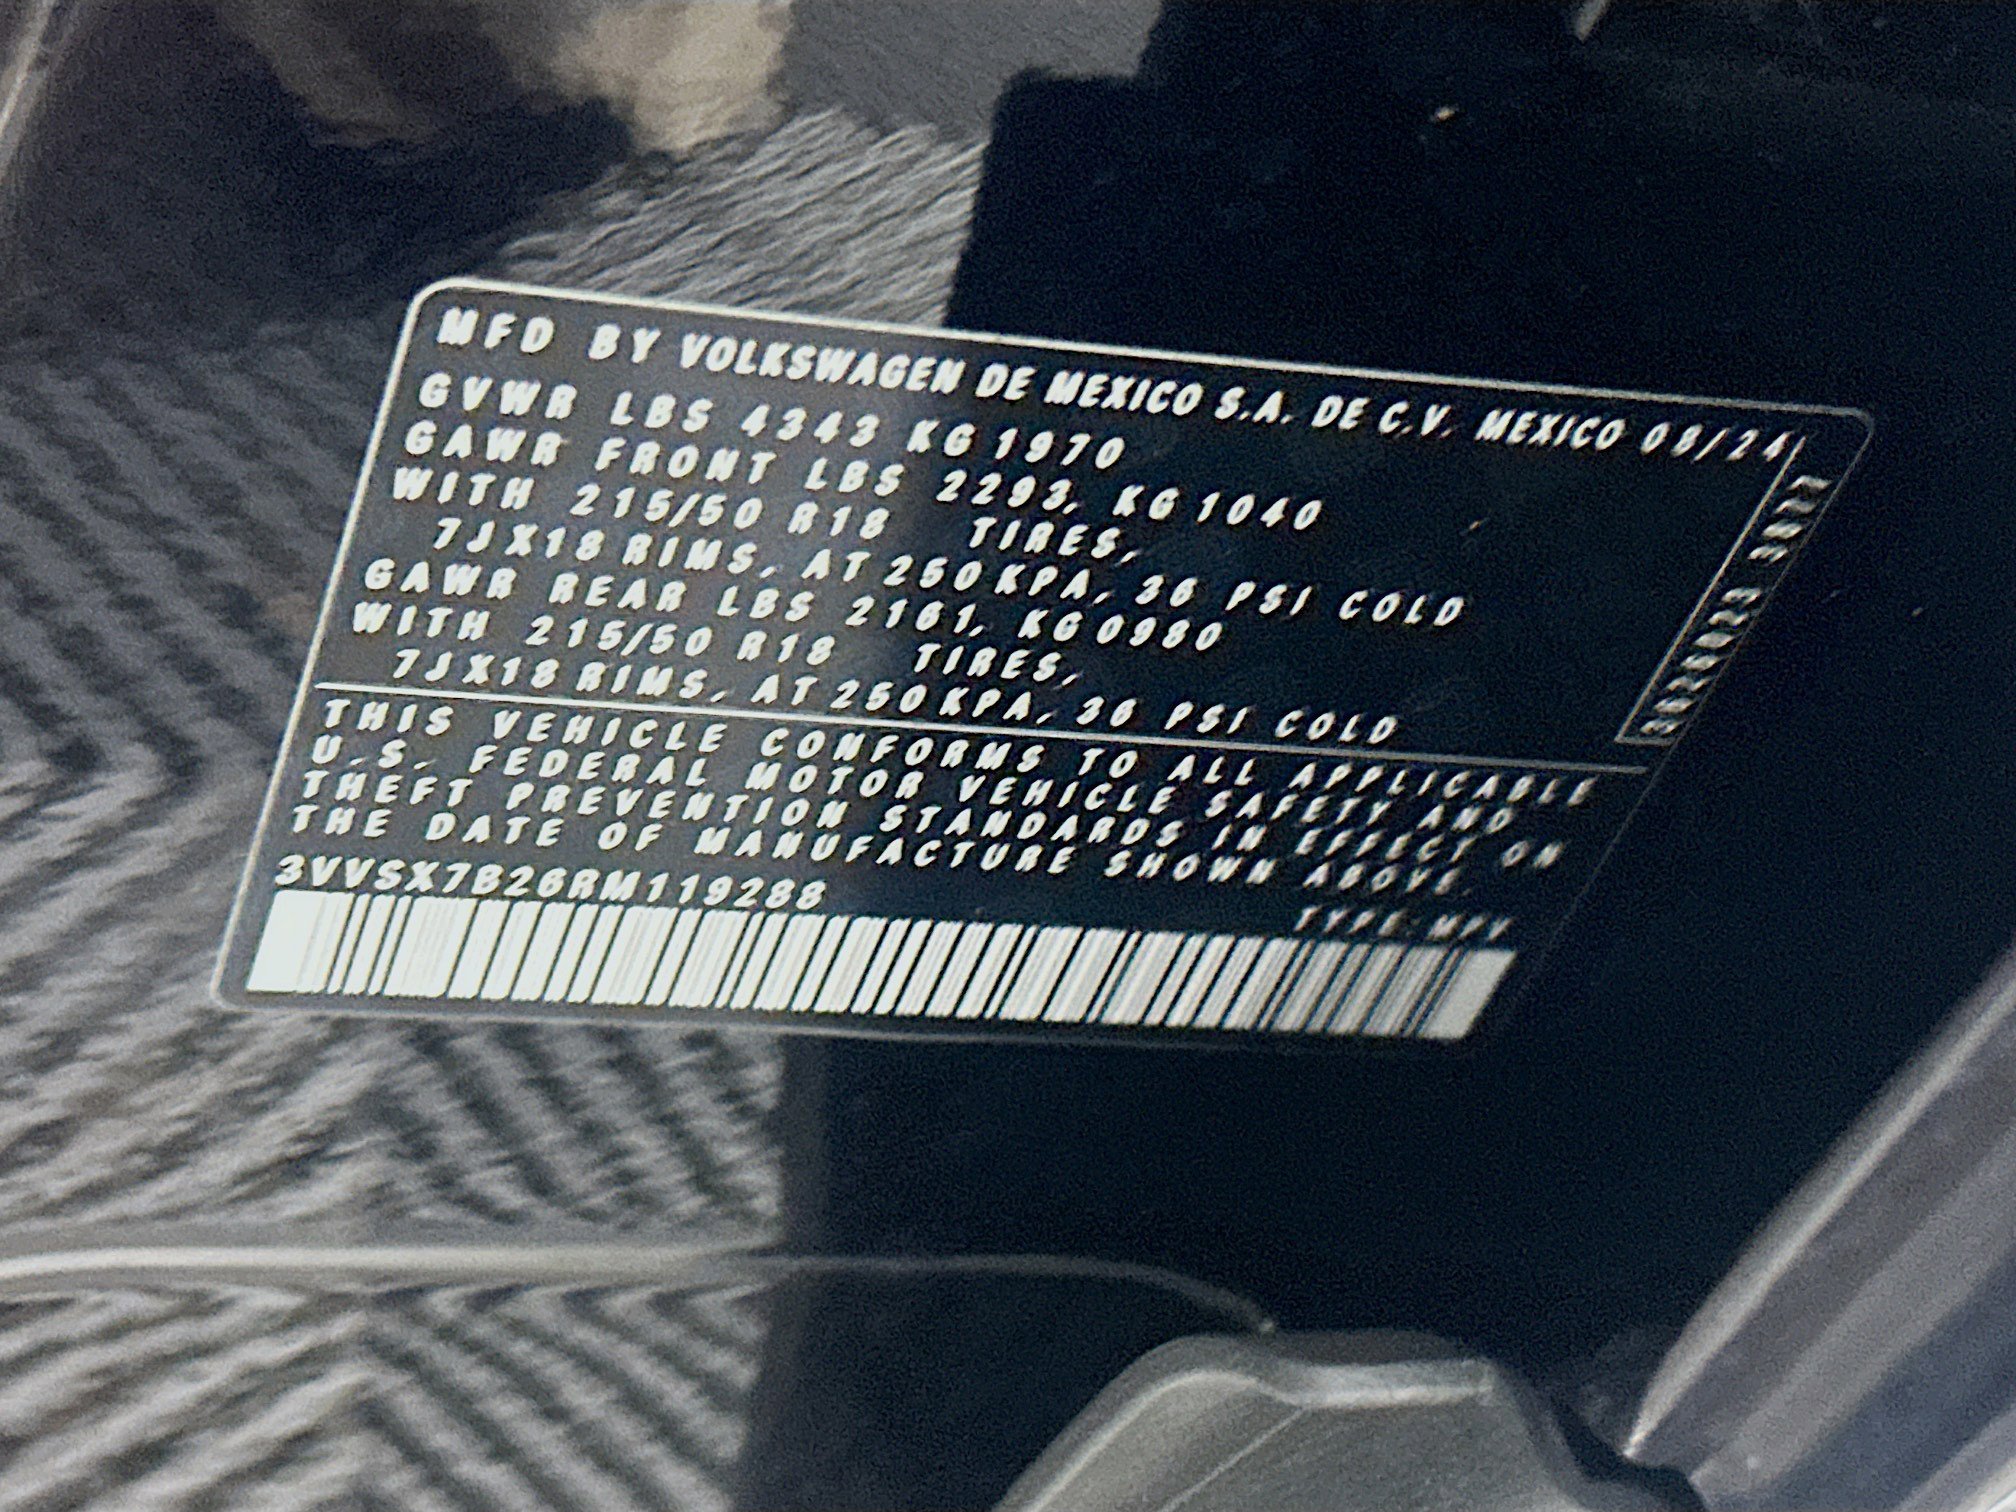 MFD BY VOLKSWAGEN DE MEXICO S.A. DE C.V. MEXICO 08/24
GVWR LBS 4343 KG 1970
GAWR FRONT LBS 2293, KG 1040
WITH 215/50 R18 TIRES,
7J X18 RIMS, AT 250 KPA, 36 PSI COLD
GAWR REAR LBS 2161, KG 0980
WITH 215/50 R18 TIRES,
7J X18 RIMS, AT 250 KPA, 36 PSI COLD
THIS VEHICLE CONFORMS TO ALL APPLICABLE
U.S. FEDERAL MOTOR VEHICLE SAFETY AND
THEFT PREVENTION STANDARDS IN EFFECT ON
THE DATE OF MANUFACTURE SHOWN ABOVE.
3VVSX7B26RM119288
TYPE: MPV